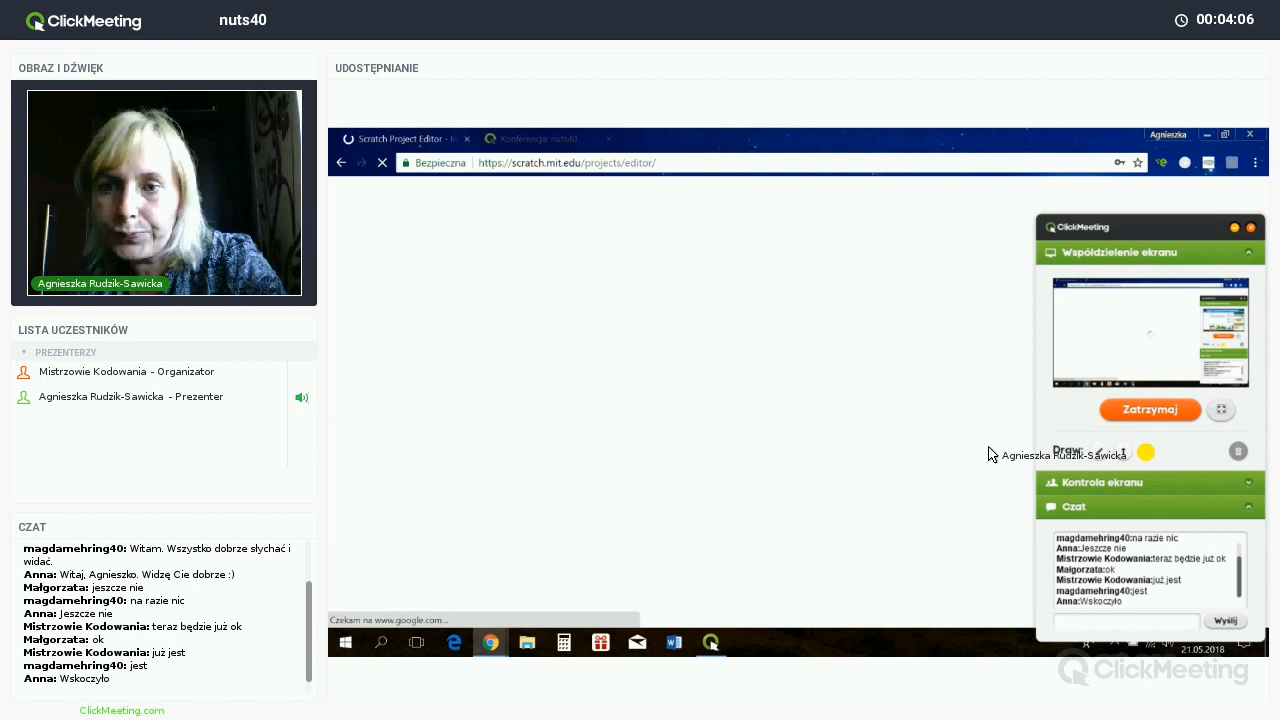 ClickMeeting
nuts40
00:04:06
OBRAZ I DŹWIĘK
Agnieszka Rudzik-Sawicka
LISTA UCZESTNIKÓW
PREZENTERZY
Mistrzowie Kodowania - Organizator
Agnieszka Rudzik-Sawicka - Prezenter
CZAT
magdamehring40: Witam. Wszystko dobrze słychać i
widać.
Anna: Witaj, Agnieszko. Widzę Cie dobrze :)
Małgorzata: jeszcze nie
magdamehring40: na razie nic
Anna: Jeszcze nie
Mistrzowie Kodowania: teraz będzie już ok
Małgorzata: ok
Mistrzowie Kodowania: już jest
magdamehring40: jest
Anna: Wskoczyło
ClickMeeting.com
UDOSTĘPNIANIE
Scratch Project Editor - I
Konferencja: nuts40
Agnieszka
Bezpieczna
https://scratch.mit.edu/projects/editor/
ClickMeeting
Współdzielenie ekranu
Zatrzymaj
Draw:
Agnieszka Rudzik-Sawicka
Kontrola ekranu
Czat
magdamehring40:na razie nic
Anna:Jeszcze nie
Mistrzowie Kodowania:teraz będzie już ok
Małgorzata:ok
Mistrzowie Kodowania:już jest
magdamehring40:jest
Anna:Wskoczyło
Wyślij
Czekam na www.google.com...
21.05.2018
ClickMeeting